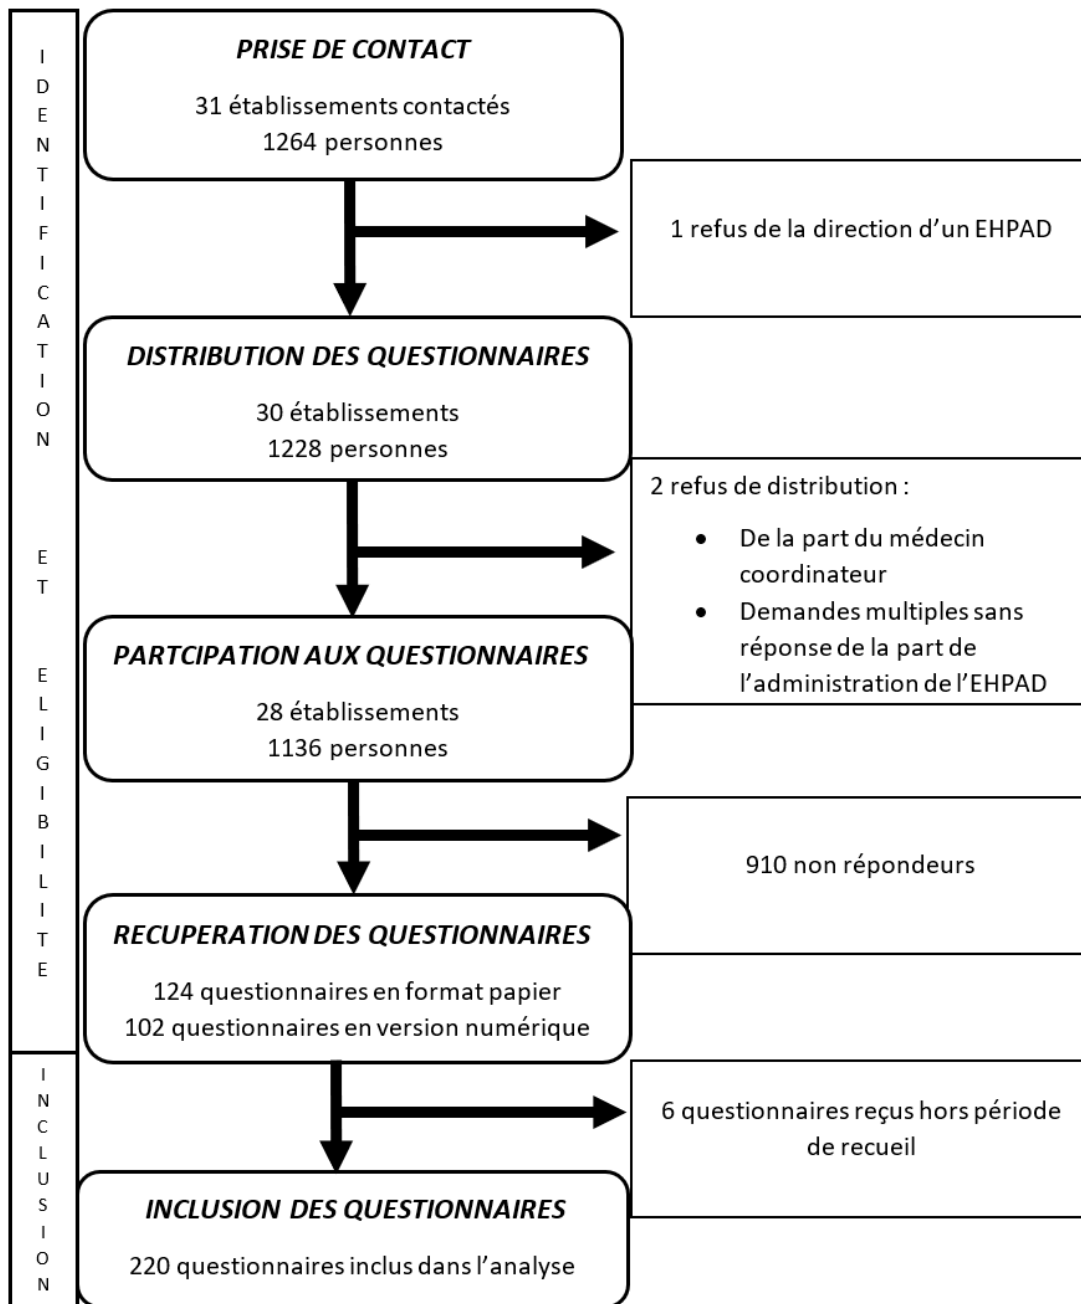 IDENTIFICATION ET ELIGIBILITE
PRISE DE CONTACT
31 établissements contactés
1264 personnes
1 refus de la direction d'un EHPAD
DISTRIBUTION DES QUESTIONNAIRES
30 établissements
1228 personnes
2 refus de distribution :
• De la part du médecin
coordinateur
• Demandes multiples sans
réponse de la part de
l'administration de l'EHPAD
PARTCIPATION AUX QUESTIONNAIRES
28 établissements
1136 personnes
910 non répondeurs
RECUPERATION DES QUESTIONNAIRES
124 questionnaires en format papier
102 questionnaires en version numérique
INCLUSION
6 questionnaires reçus hors période
de recueil
INCLUSION DES QUESTIONNAIRES
220 questionnaires inclus dans l'analyse